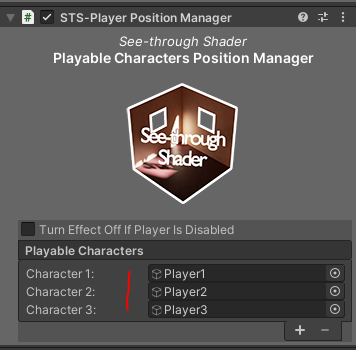 STS-Player Position Manager
See-through Shader
Playable Characters Position Manager
See-through
Shader
Turn Effect Off If Player Is Disabled
Playable Characters
Character 1: Player1
Character 2: Player2
Character 3: Player3
+ −